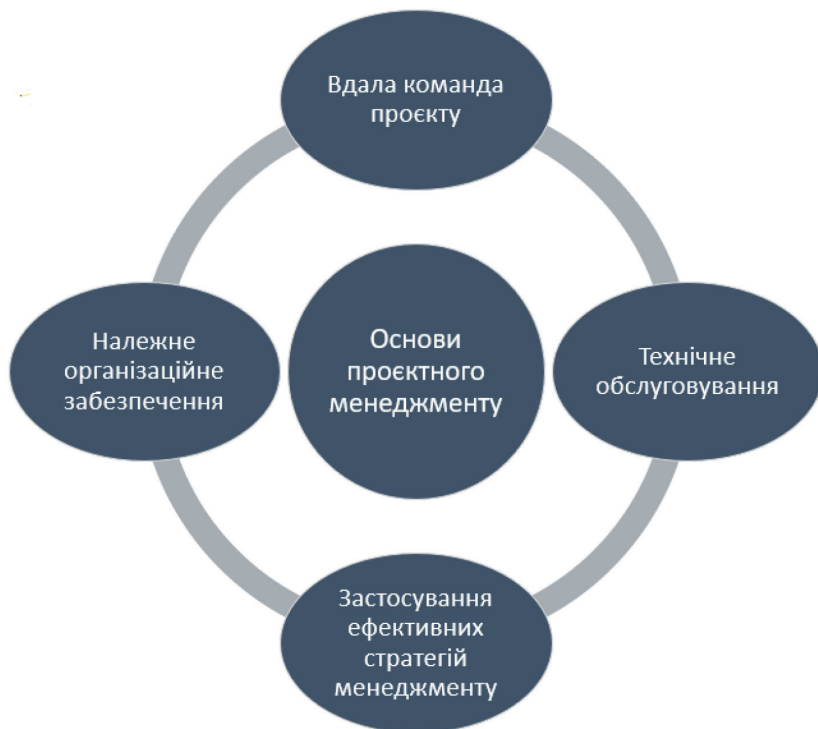 Вдала команда
проєкту
Належне
організаційне
забезпечення
Основи
проєктного
менеджменту
Технічне
обслуговування
Застосування
ефективних
стратегій
менеджменту